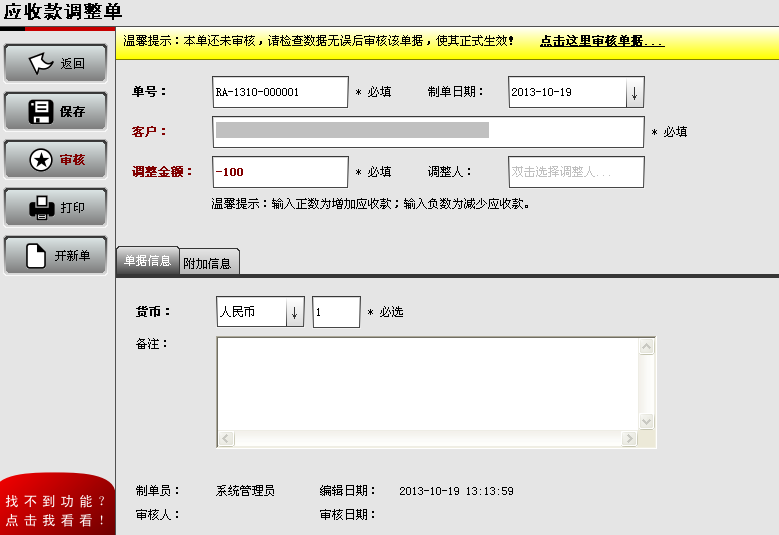 应收款调整单
返回
保存
审核
打印
开新单
找不到功能?
点击我看看!
温馨提示：本单还未审核，请检查数据无误后审核该单据，使其正式生效! 点击这里审核单据...
单号： RA-1310-000001 * 必填 制单日期： 2013-10-19 ↓
客户： * 必填
调整金额： -100 * 必填 调整人： 双击选择调整人...
温馨提示：输入正数为增加应收款；输入负数为减少应收款。
单据信息 附加信息
货币： 人民币 ↓ 1 * 必选
备注：
制单员： 系统管理员 编辑日期： 2013-10-19 13:13:59
审核人： 审核日期：